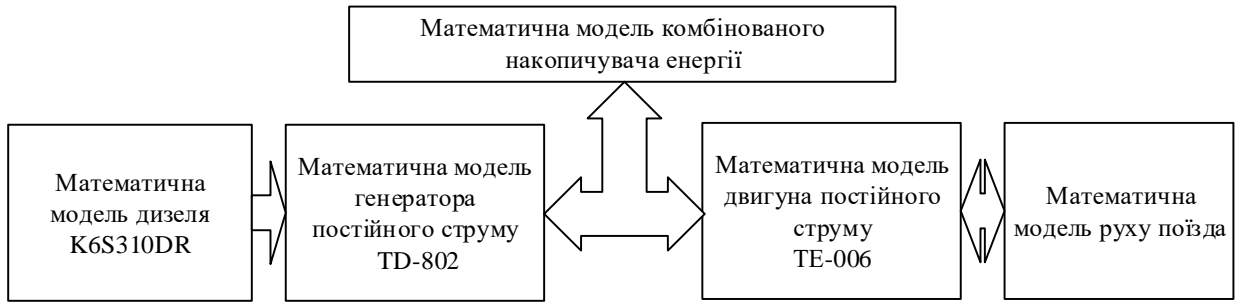 Математична модель комбінованого
накопичувача енергії
Математична
модель дизеля
K6S310DR
Математична модель
генератора
постійного струму
TD-802
Математична модель
двигуна постійного
струму
ТЕ-006
Математична
модель руху поїзда